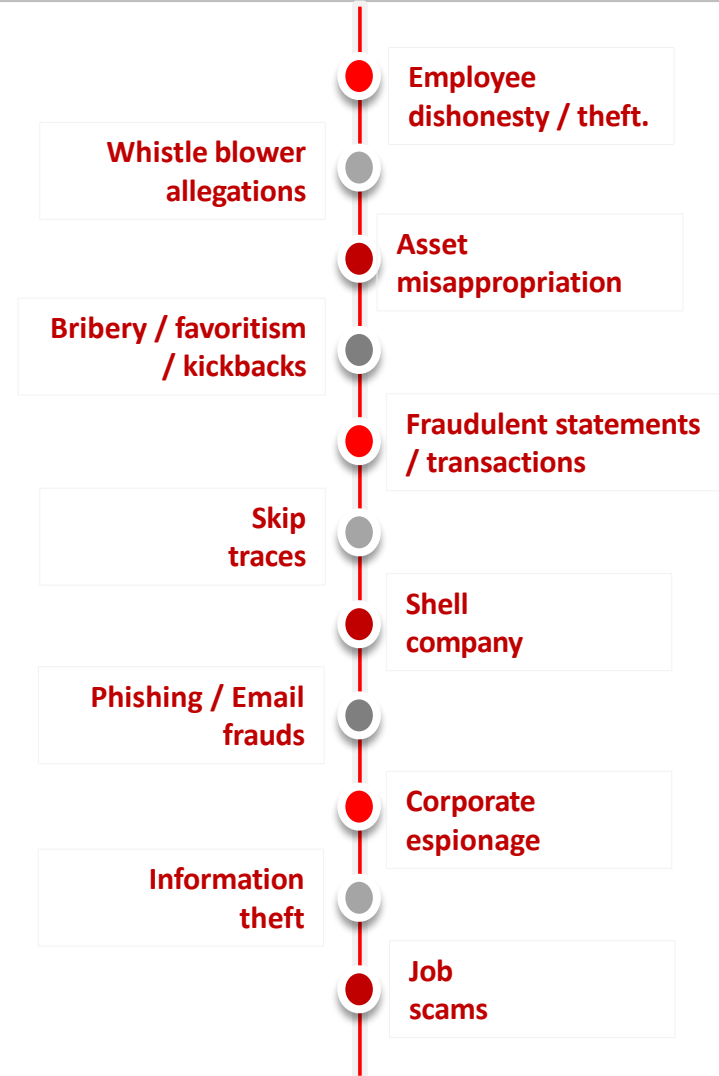 Employee
dishonesty / theft.
Whistle blower
allegations
Asset
misappropriation
Bribery / favoritism
/ kickbacks
Fraudulent statements
/ transactions
Skip
traces
Shell
company
Phishing / Email
frauds
Corporate
espionage
Information
theft
Job
scams